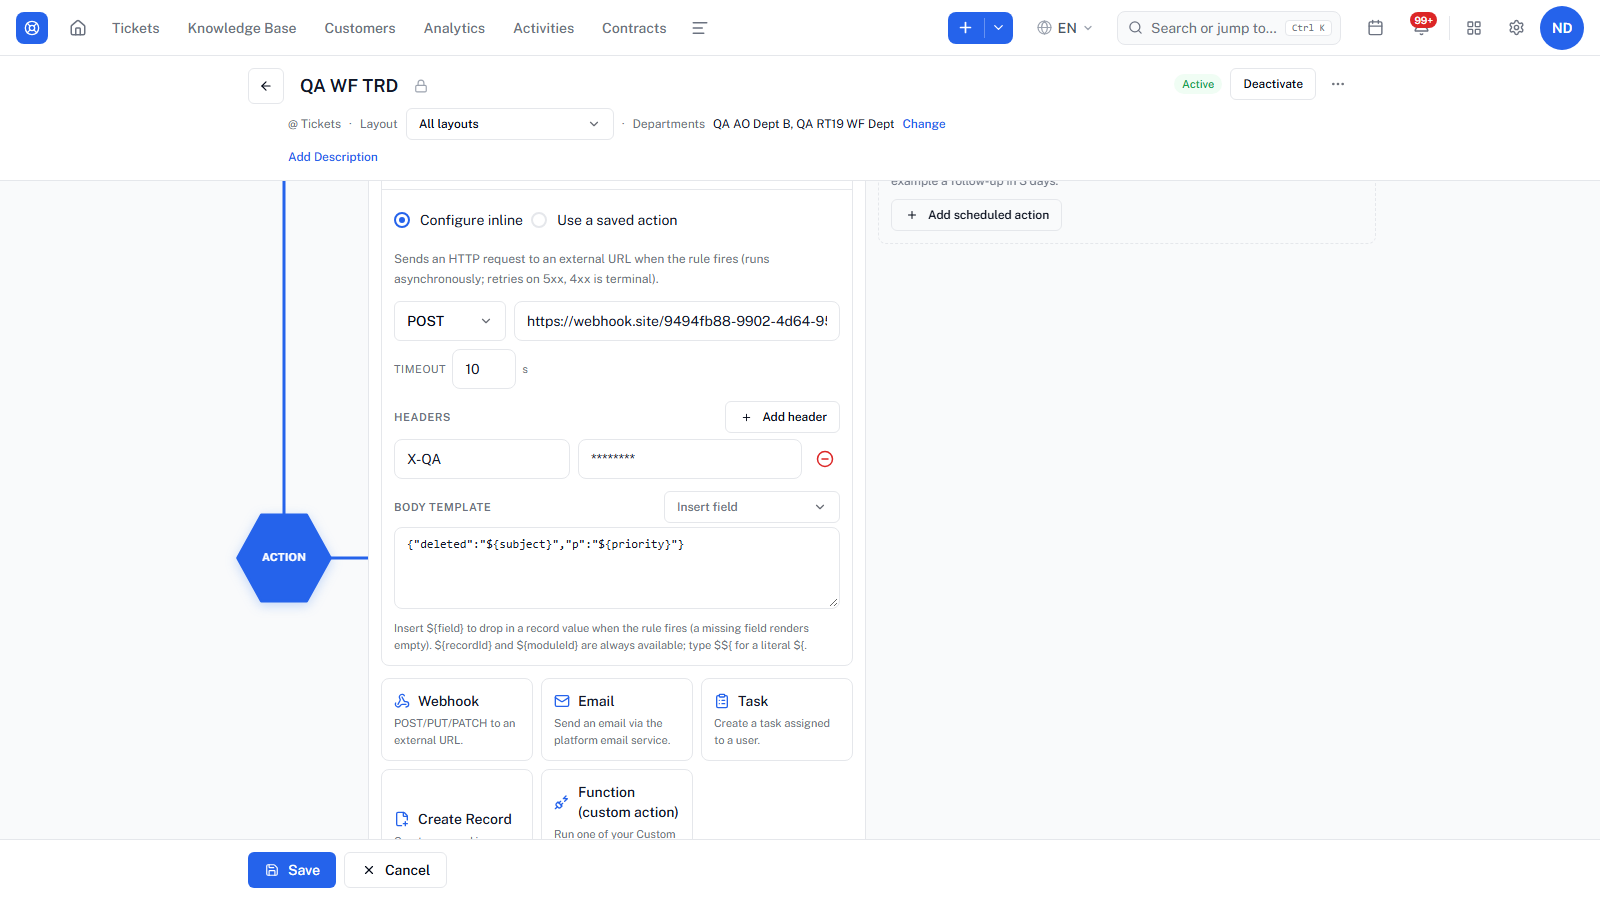 Tickets
Knowledge Base
Customers
Analytics
Activities
Contracts
EN
Search or jump to...
Ctrl K
99+
ND
QA WF TRD
Active
Deactivate
@ Tickets · Layout
All layouts
· Departments QA AO Dept B, QA RT19 WF Dept Change
Add Description
example a follow-up in 3 days.
Add scheduled action
Configure inline
Use a saved action
Sends an HTTP request to an external URL when the rule fires (runs
asynchronously; retries on 5xx, 4xx is terminal).
POST
https://webhook.site/9494fb88-9902-4d64-95
TIMEOUT
10
s
HEADERS
Add header
X-QA
********
BODY TEMPLATE
Insert field
{"deleted":"${subject}","p":"${priority}"}
ACTION
Insert ${field} to drop in a record value when the rule fires (a missing field renders
empty). ${recordId} and ${moduleId} are always available; type $${ for a literal ${.
Webhook
POST/PUT/PATCH to an
external URL.
Email
Send an email via the
platform email service.
Task
Create a task assigned
to a user.
Create Record
Function
(custom action)
Run one of your Custom
Save
Cancel